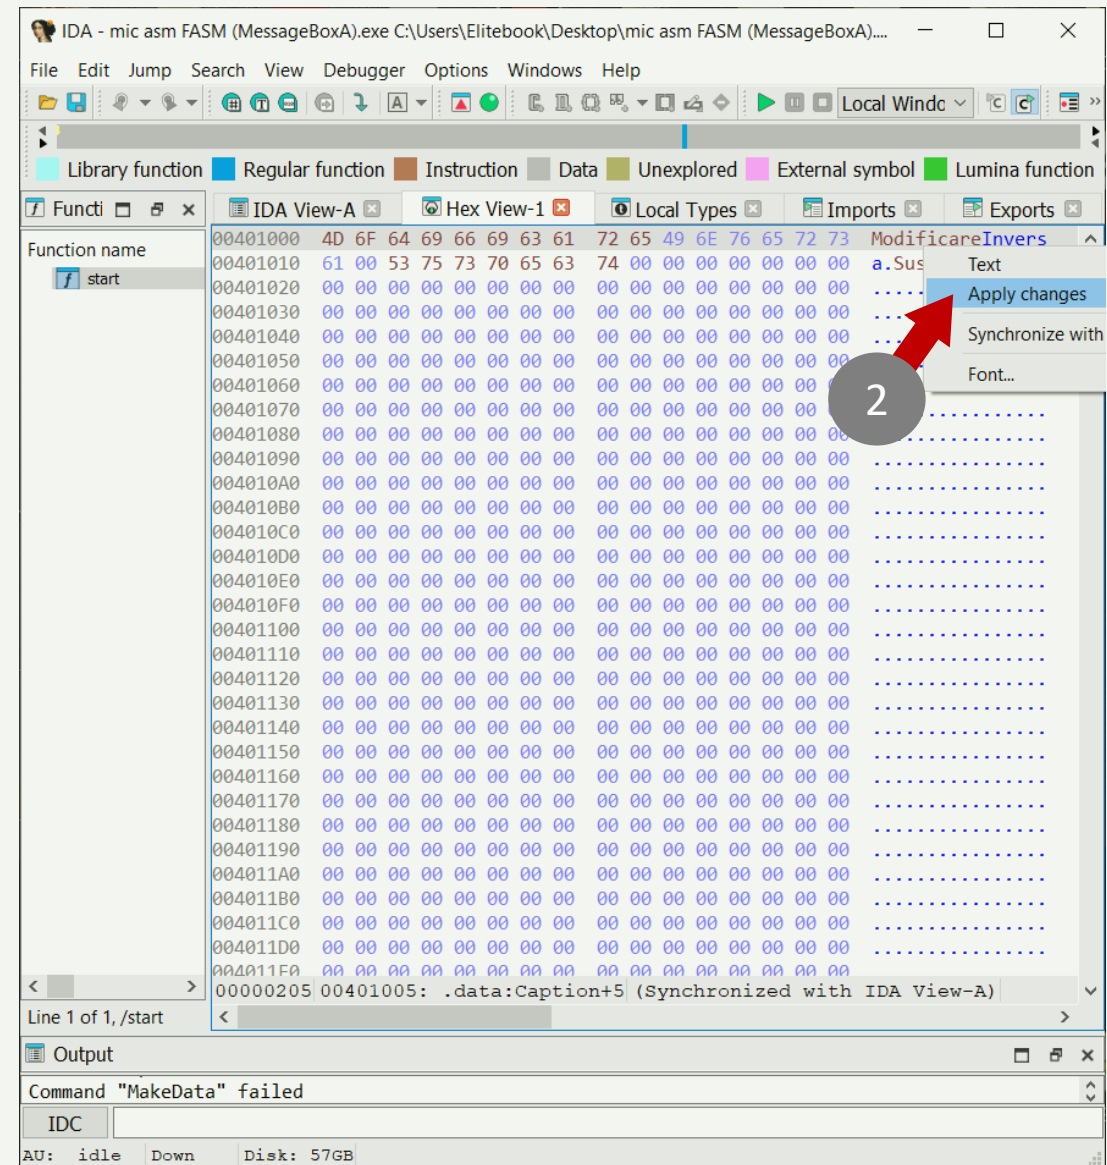 IDA - mic asm FASM (MessageBoxA).exe C:\Users\Elitebook\Desktop\mic asm FASM (MessageBoxA)....
File Edit Jump Search View Debugger Options Windows Help
Local Windo
Library function Regular function Instruction Data Unexplored External symbol Lumina function
Functi
IDA View-A Hex View-1 Local Types Imports Exports
Function name
start
00401000 4D 6F 64 69 66 69 63 61 72 65 49 6E 76 65 72 73 ModificareInvers
00401010 61 00 53 75 73 70 65 63 74 00 00 00 00 00 00 00 a.Sus
00401020 00 00 00 00 00 00 00 00 00 00 00 00 00 00 00 00 .....
00401030 00 00 00 00 00 00 00 00 00 00 00 00 00 00 00 00 .....
00401040 00 00 00 00 00 00 00 00 00 00 00 00 00 00 00 00
00401050 00 00 00 00 00 00 00 00 00 00 00 00 00 00 00 00
00401060 00 00 00 00 00 00 00 00 00 00 00 00 00 00 00
00401070 00 00 00 00 00 00 00 00 00 00 00 00 00 00 00 ...........
00401080 00 00 00 00 00 00 00 00 00 00 00 00 00 00 00 00 ..............
00401090 00 00 00 00 00 00 00 00 00 00 00 00 00 00 00 00 ................
004010A0 00 00 00 00 00 00 00 00 00 00 00 00 00 00 00 00 ................
004010B0 00 00 00 00 00 00 00 00 00 00 00 00 00 00 00 00 ................
004010C0 00 00 00 00 00 00 00 00 00 00 00 00 00 00 00 00 ................
004010D0 00 00 00 00 00 00 00 00 00 00 00 00 00 00 00 00 ................
004010E0 00 00 00 00 00 00 00 00 00 00 00 00 00 00 00 00 ................
004010F0 00 00 00 00 00 00 00 00 00 00 00 00 00 00 00 00 ................
00401100 00 00 00 00 00 00 00 00 00 00 00 00 00 00 00 00 ................
00401110 00 00 00 00 00 00 00 00 00 00 00 00 00 00 00 00 ................
00401120 00 00 00 00 00 00 00 00 00 00 00 00 00 00 00 00 ................
00401130 00 00 00 00 00 00 00 00 00 00 00 00 00 00 00 00 ................
00401140 00 00 00 00 00 00 00 00 00 00 00 00 00 00 00 00 ................
00401150 00 00 00 00 00 00 00 00 00 00 00 00 00 00 00 00 ................
00401160 00 00 00 00 00 00 00 00 00 00 00 00 00 00 00 00 ................
00401170 00 00 00 00 00 00 00 00 00 00 00 00 00 00 00 00 ................
00401180 00 00 00 00 00 00 00 00 00 00 00 00 00 00 00 00 ................
00401190 00 00 00 00 00 00 00 00 00 00 00 00 00 00 00 00 ................
004011A0 00 00 00 00 00 00 00 00 00 00 00 00 00 00 00 00 ................
004011B0 00 00 00 00 00 00 00 00 00 00 00 00 00 00 00 00 ................
004011C0 00 00 00 00 00 00 00 00 00 00 00 00 00 00 00 00 ................
004011D0 00 00 00 00 00 00 00 00 00 00 00 00 00 00 00 00 ................
004011E0 00 00 00 00 00 00 00 00 00 00 00 00 00 00 00 00
Text
Apply changes
Synchronize with
Font...
2
00000205 00401005: .data:Caption+5 (Synchronized with IDA View-A)
Line 1 of 1, /start
Output
Command "MakeData" failed
IDC
AU: idle Down Disk: 57GB